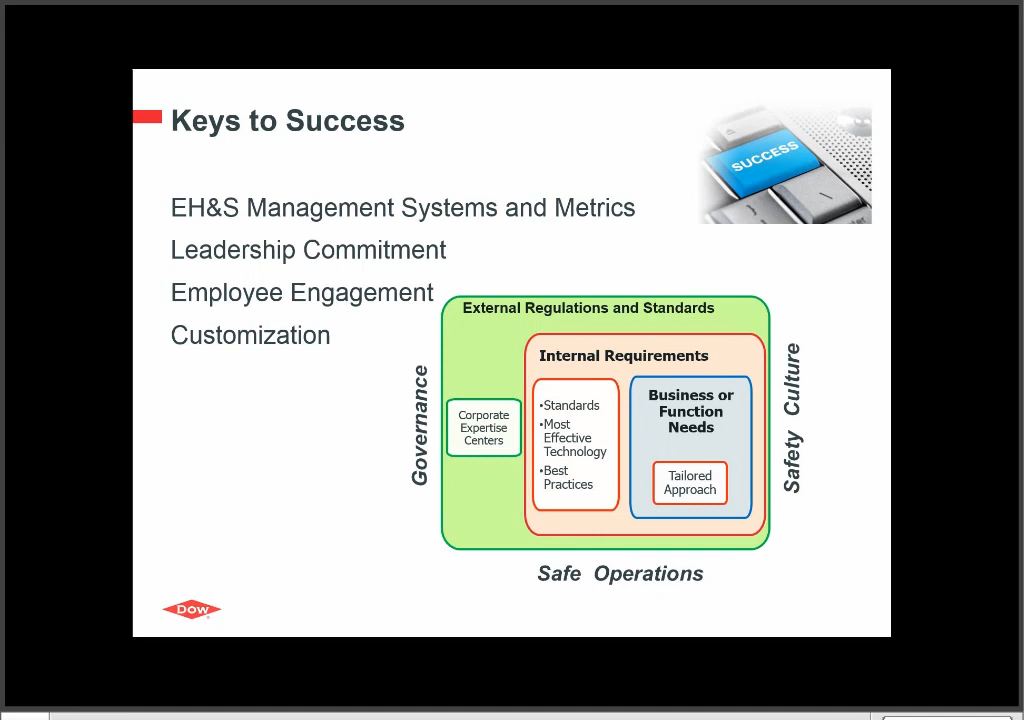 Keys to Success
SUCCESS
EH&S Management Systems and Metrics
Leadership Commitment
Employee Engagement
Customization
External Regulations and Standards
Internal Requirements
Governance
Corporate
Expertise
Centers
•Standards
•Most
Effective
Technology
•Best
Practices
Business or
Function
Needs
Tailored
Approach
Safety Culture
Safe Operations
Dow